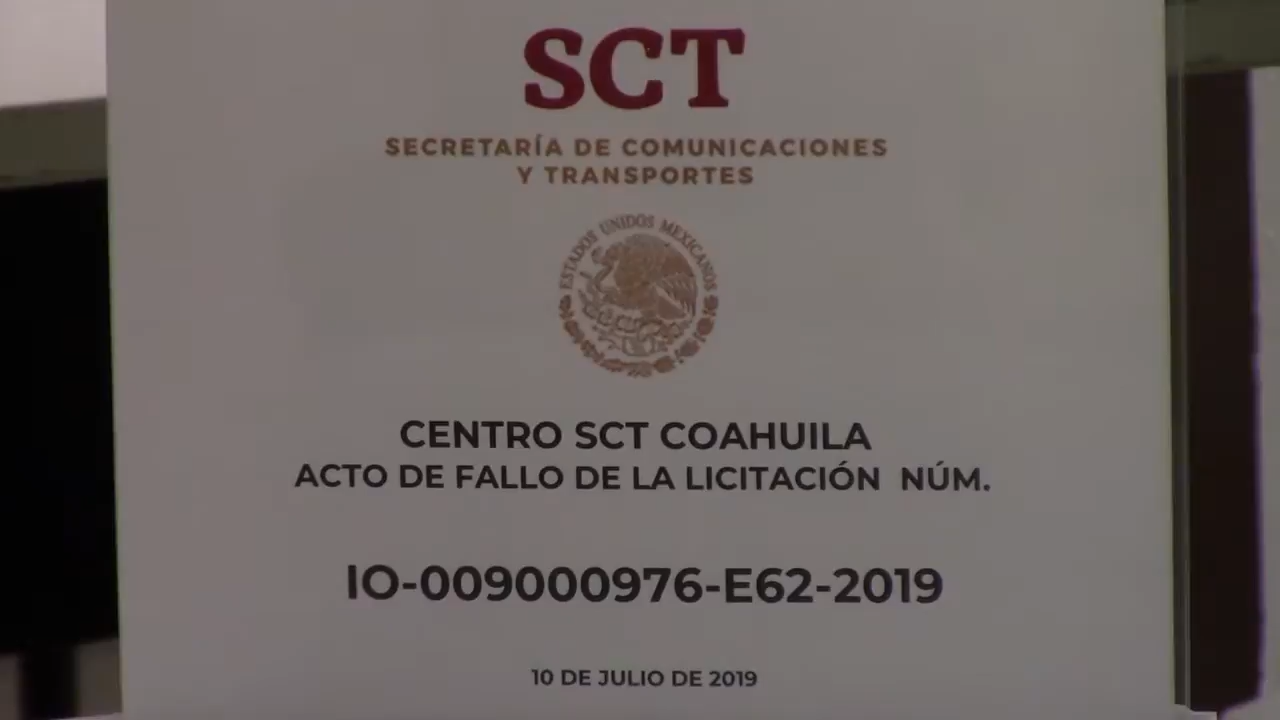 SCT
SECRETARÍA DE COMUNICACIONES
Y TRANSPORTES
ESTADOS UNIDOS MEXICANOS
CENTRO SCT COAHUILA
ACTO DE FALLO DE LA LICITACIÓN NÚM.
IO-009000976-E62-2019
10 DE JULIO DE 2019